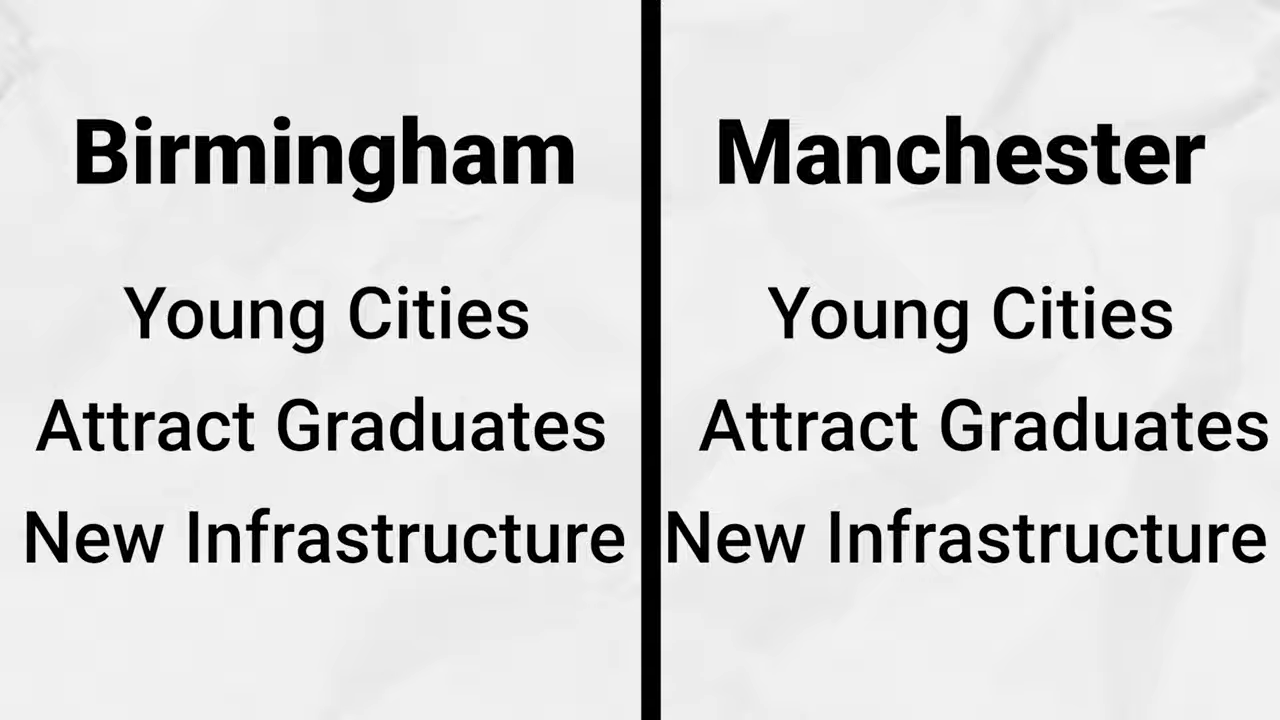 Birmingham
Young Cities
Attract Graduates
New Infrastructure
Manchester
Young Cities
Attract Graduates
New Infrastructure